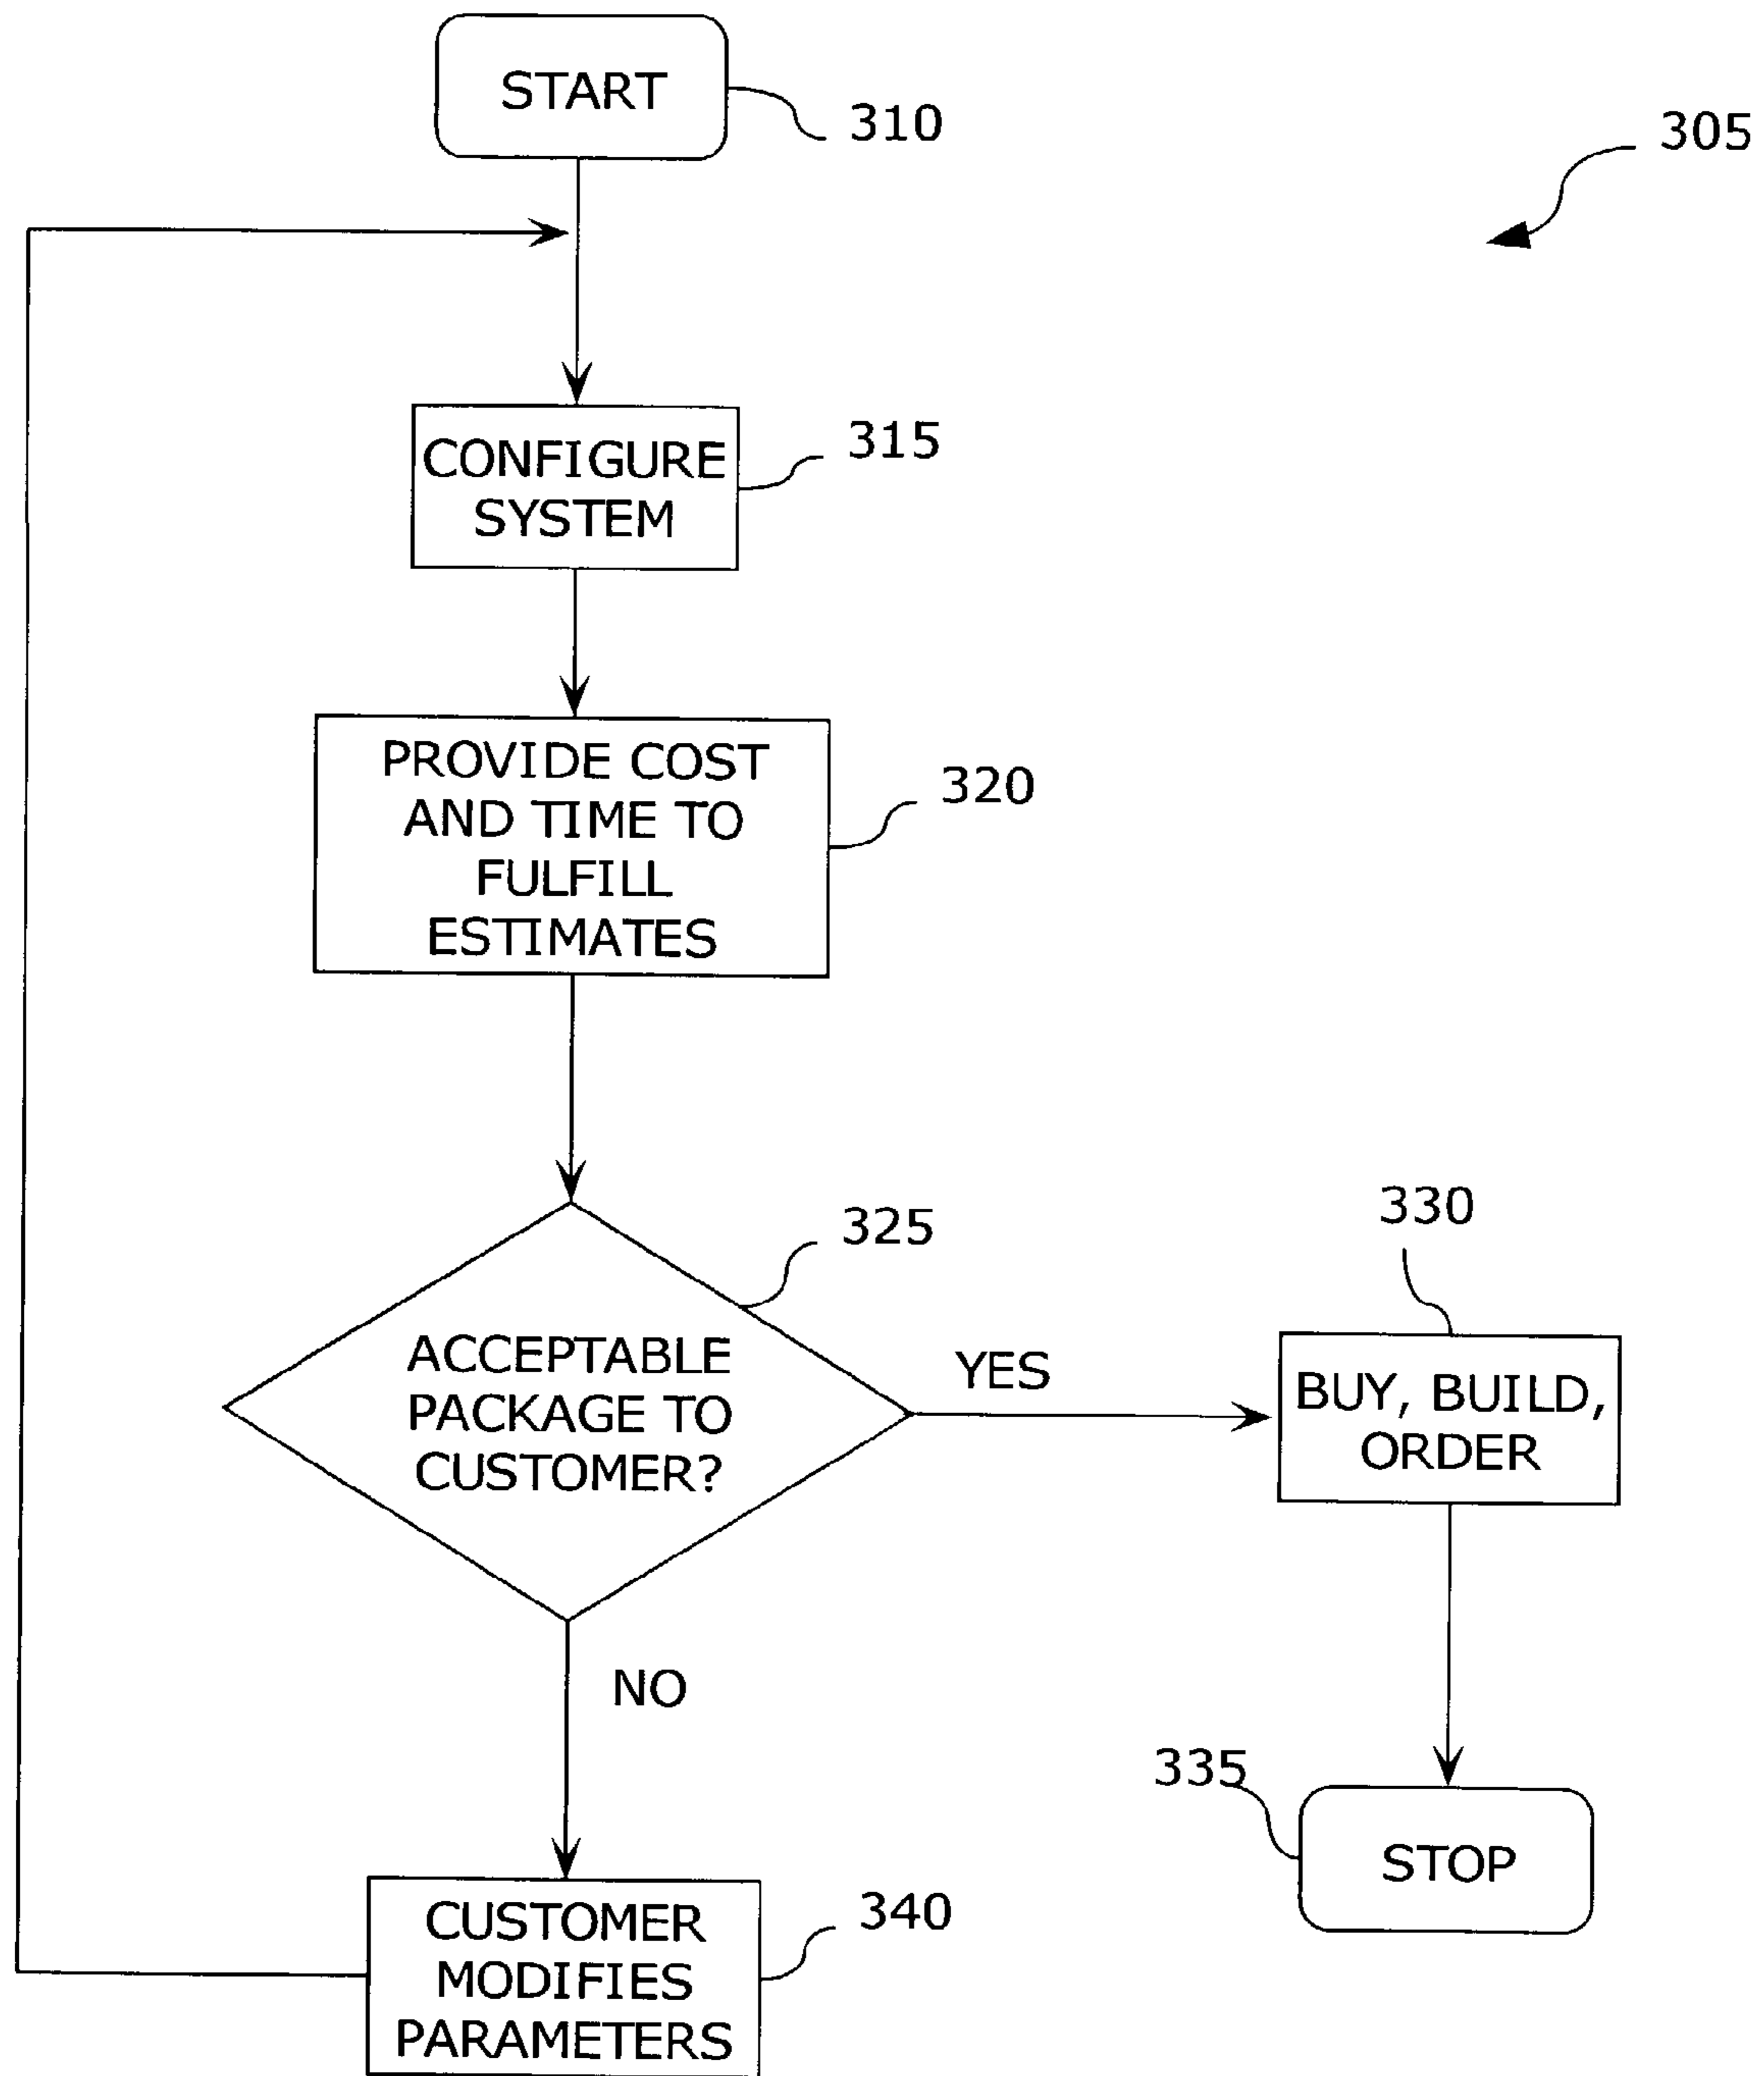 START
310
305
CONFIGURE
SYSTEM
315
PROVIDE COST
AND TIME TO
FULFILL
ESTIMATES
320
325
ACCEPTABLE
PACKAGE TO
CUSTOMER?
YES
330
BUY, BUILD,
ORDER
NO
335
STOP
CUSTOMER
MODIFIES
PARAMETERS
340